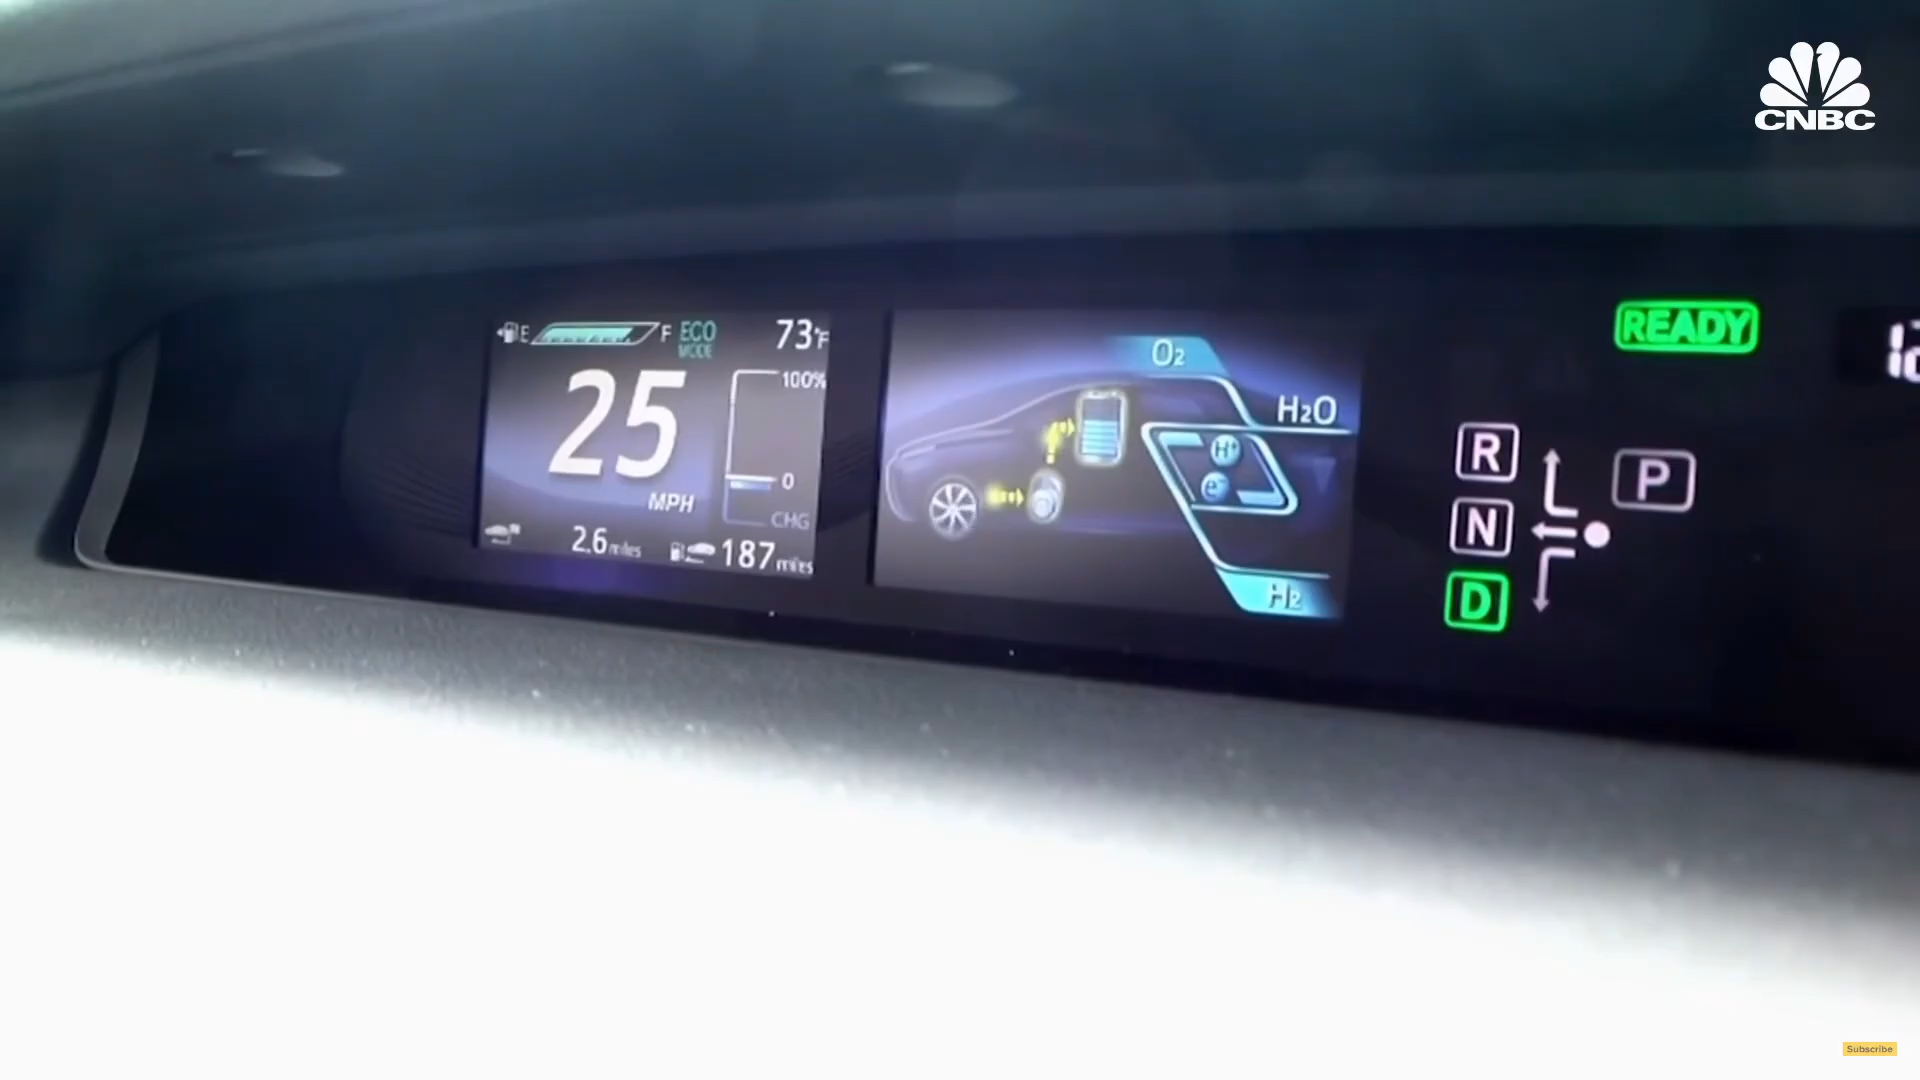 CNBC
E F ECO MODE 73°F
25 MPH
100%
0
CHG
2.6 miles 187 miles
O2
H2O
H+
e-
H2
READY
R
N
D
P
Subscribe